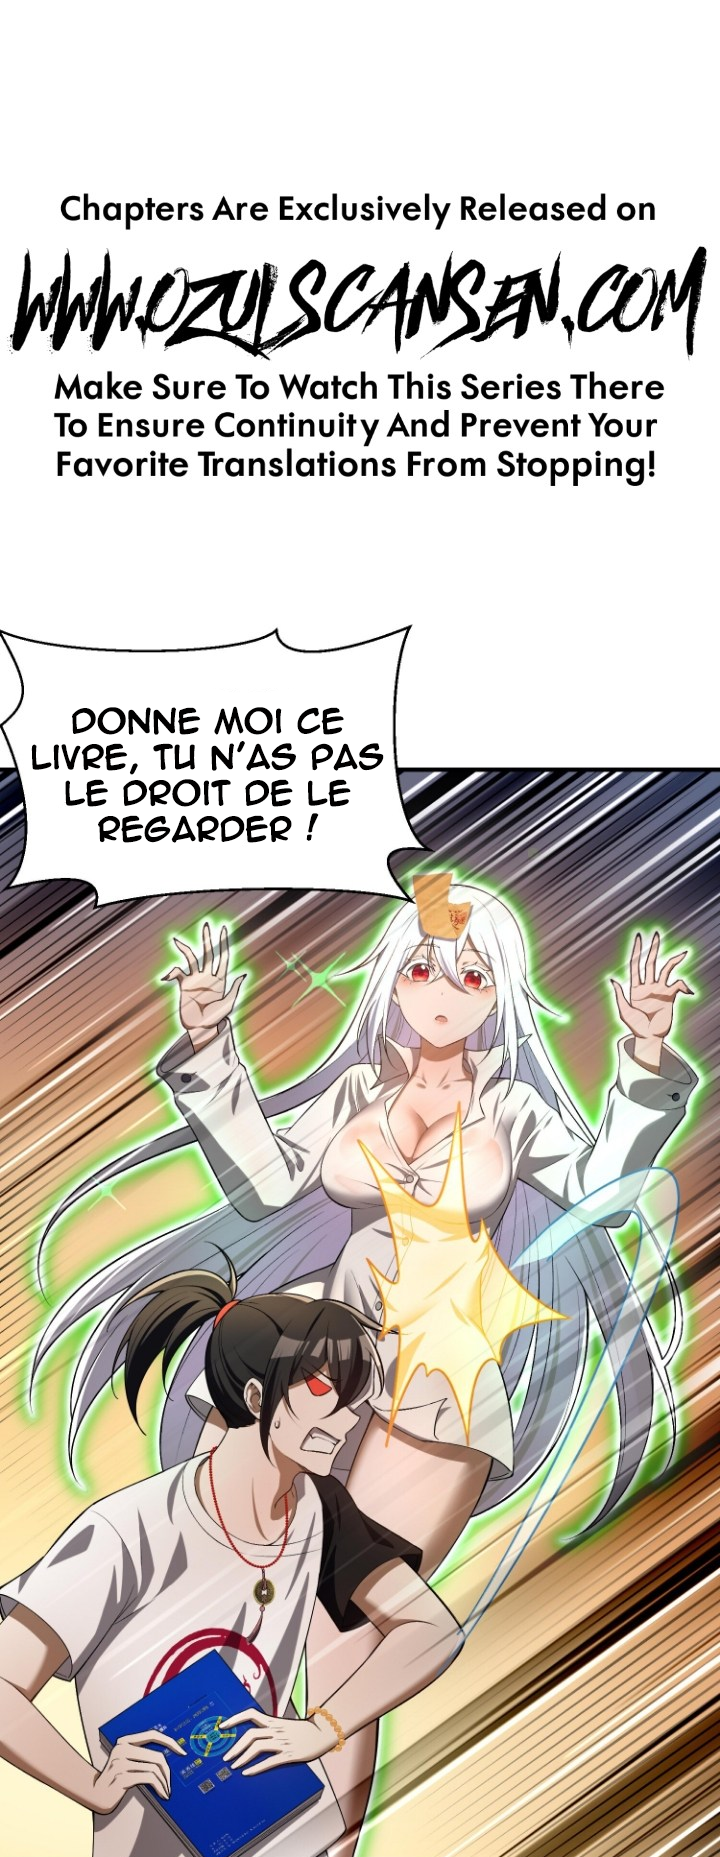 Chapters Are Exclusively Released on
WWW.OZULSCANSEN.COM
Make Sure To Watch This Series There
To Ensure Continuity And Prevent Your
Favorite Translations From Stopping!
DONNE MOI CE
LIVRE, TU N'AS PAS
LE DROIT DE LE
REGARDER !